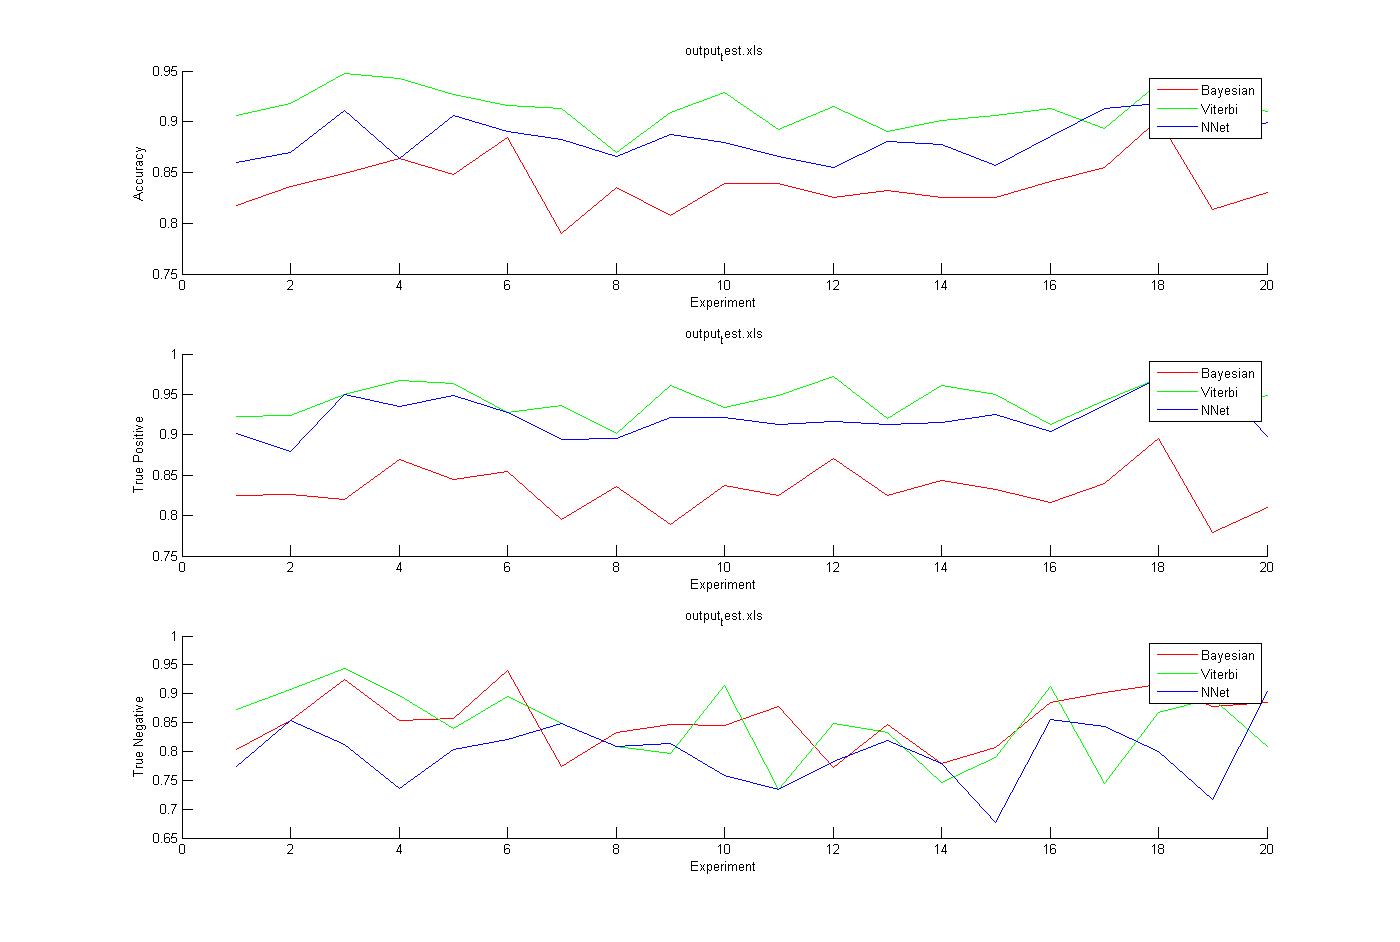 output_test.xls
0.95
0.9
0.85
0.8
0.75
Accuracy
Bayesian
Viterbi
NNet
0 2 4 6 8 10 12 14 16 18 20
Experiment
output_test.xls
1
0.95
0.9
0.85
0.8
0.75
True Positive
Bayesian
Viterbi
NNet
0 2 4 6 8 10 12 14 16 18 20
Experiment
output_test.xls
1
0.95
0.9
0.85
0.8
0.75
0.7
0.65
True Negative
Bayesian
Viterbi
NNet
0 2 4 6 8 10 12 14 16 18 20
Experiment